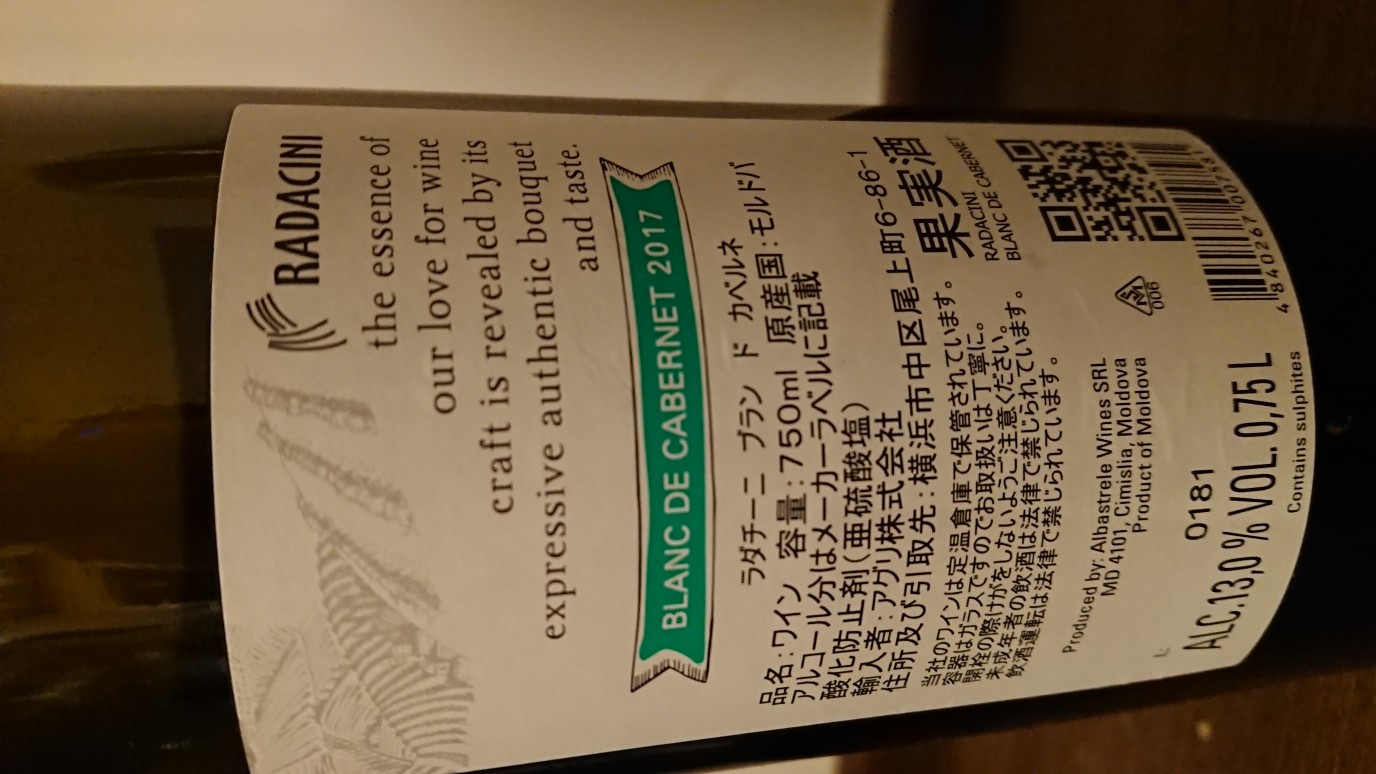 RADACINI
the essence of
our love for wine
craft is revealed by its
expressive authentic bouquet
and taste.
BLANC DE CABERNET 2017
ラダチーニ ブラン ド カベルネ
品名:ワイン 容量:750ml 原産国:モルドバ
アルコール分はメーカーラベルに記載
酸化防止剤(亜硫酸塩)
輸入者:アグリ株式会社
住所及び引取先:横浜市中区尾上町6-86-1
当社のワインは定温倉庫で保管されています。
容器はガラスですのでお取扱いは丁寧に。
開栓の際けがをしないようご注意ください。
未成年者の飲酒は法律で禁じられています。
飲酒運転は法律で禁じられています。
果実酒
RADACINI
BLANC DE CABERNET
Produced by: Albastrele Wines SRL
MD 4101, Cimislia, Moldova
Product of Moldova
006
0181
ALC.13,0 % VOL. 0,75 L
Contains sulphites